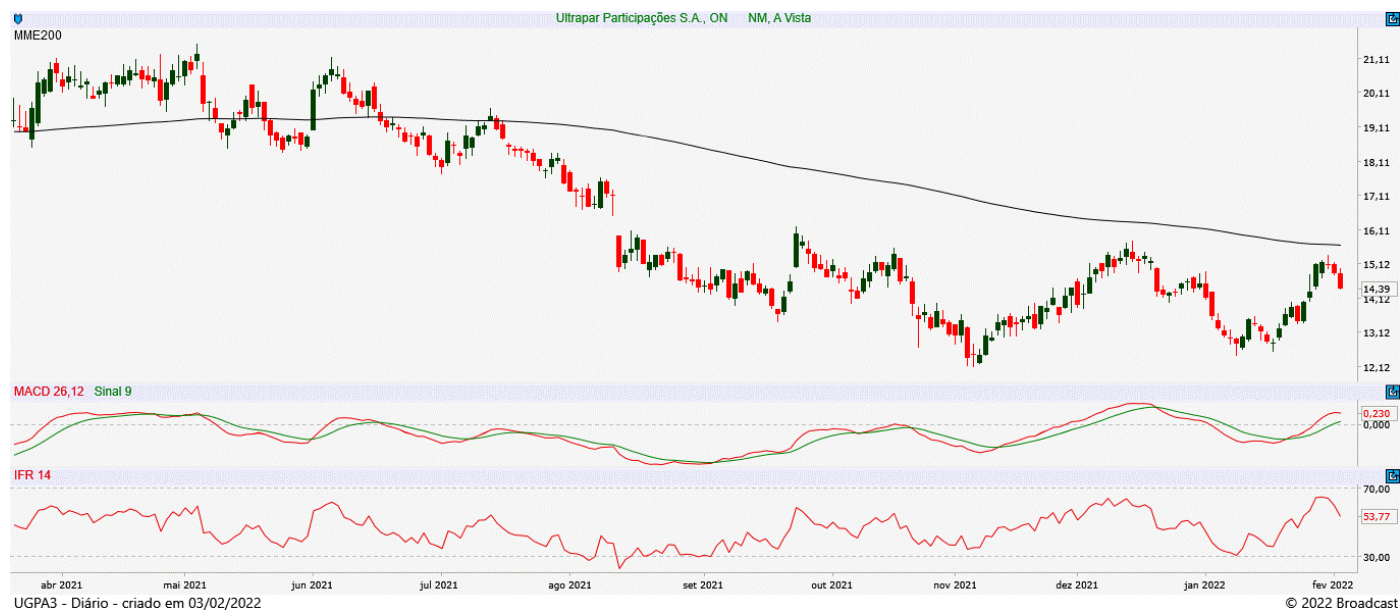 Ultrapar Participações S.A., ON NM, A Vista
MME200
21,11
20,11
19,11
18,11
17,11
16,11
15,12
14,39
14,12
13,12
12,12
MACD 26,12 Sinal 9
0,230
0,000
IFR 14
70,00
53,77
30,00
abr 2021 mai 2021 jun 2021 jul 2021 ago 2021 set 2021 out 2021 nov 2021 dez 2021 jan 2022 fev 2022
UGPA3 - Diário - criado em 03/02/2022 © 2022 Broadcast